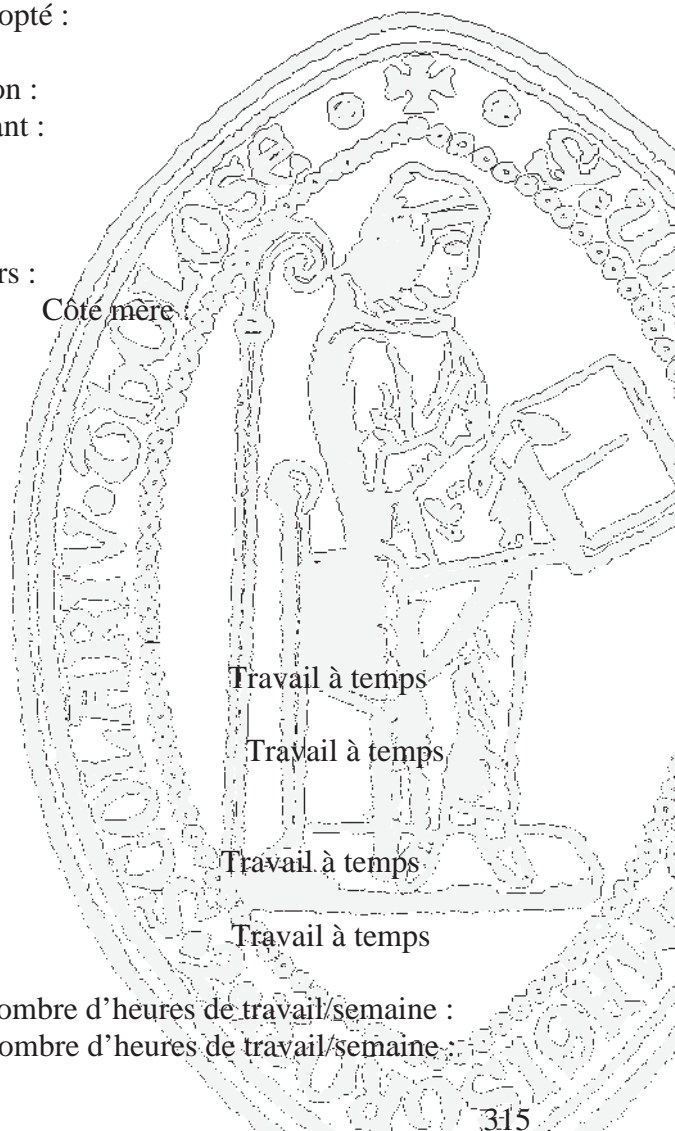 opté :
on :
ant :
rs :
Côté mère :
Travail à temps
Travail à temps
Travail à temps
Travail à temps
ombre d'heures de travail/semaine :
ombre d'heures de travail/semaine :
315